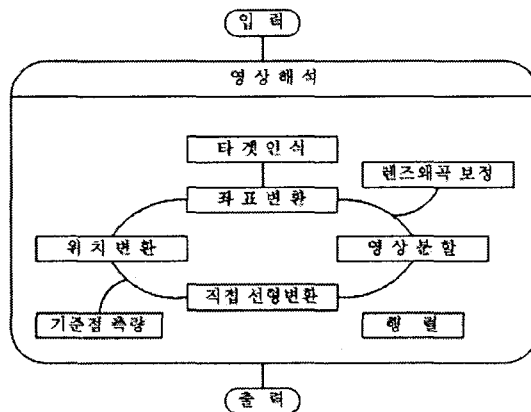 입 력
영 상 해 석
타 겟 인 식
렌즈왜곡 보정
좌 표 변 환
위 치 변 환
영 상 분 할
직접 선형변환
기준점 측량
행 렬
출 력